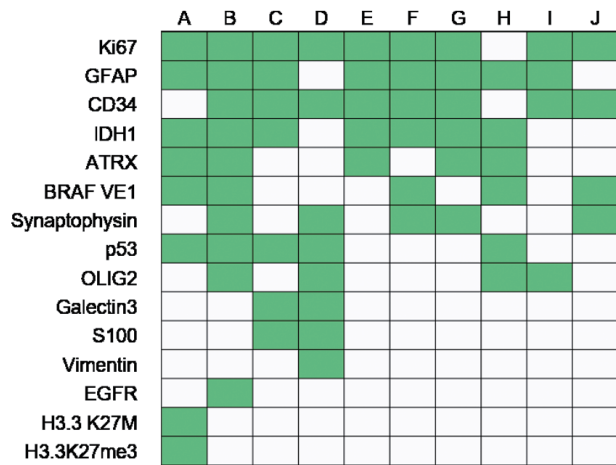 A B C D E F G H I J
Ki67
GFAP
CD34
IDH1
ATRX
BRAF VE1
Synaptophysin
p53
OLIG2
Galectin3
S100
Vimentin
EGFR
H3.3 K27M
H3.3K27me3